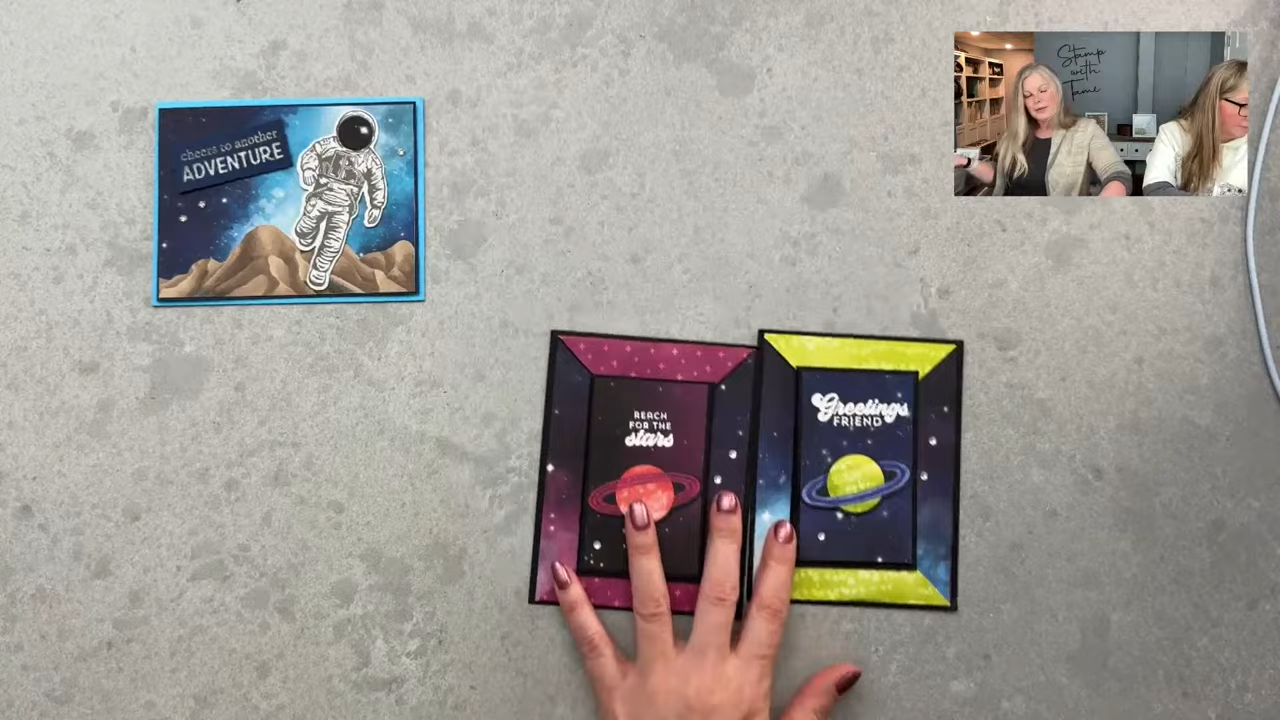 cheers to another
ADVENTURE
Stamp
with
Tami
REACH
FOR THE
stars
Greetings
FRIEND